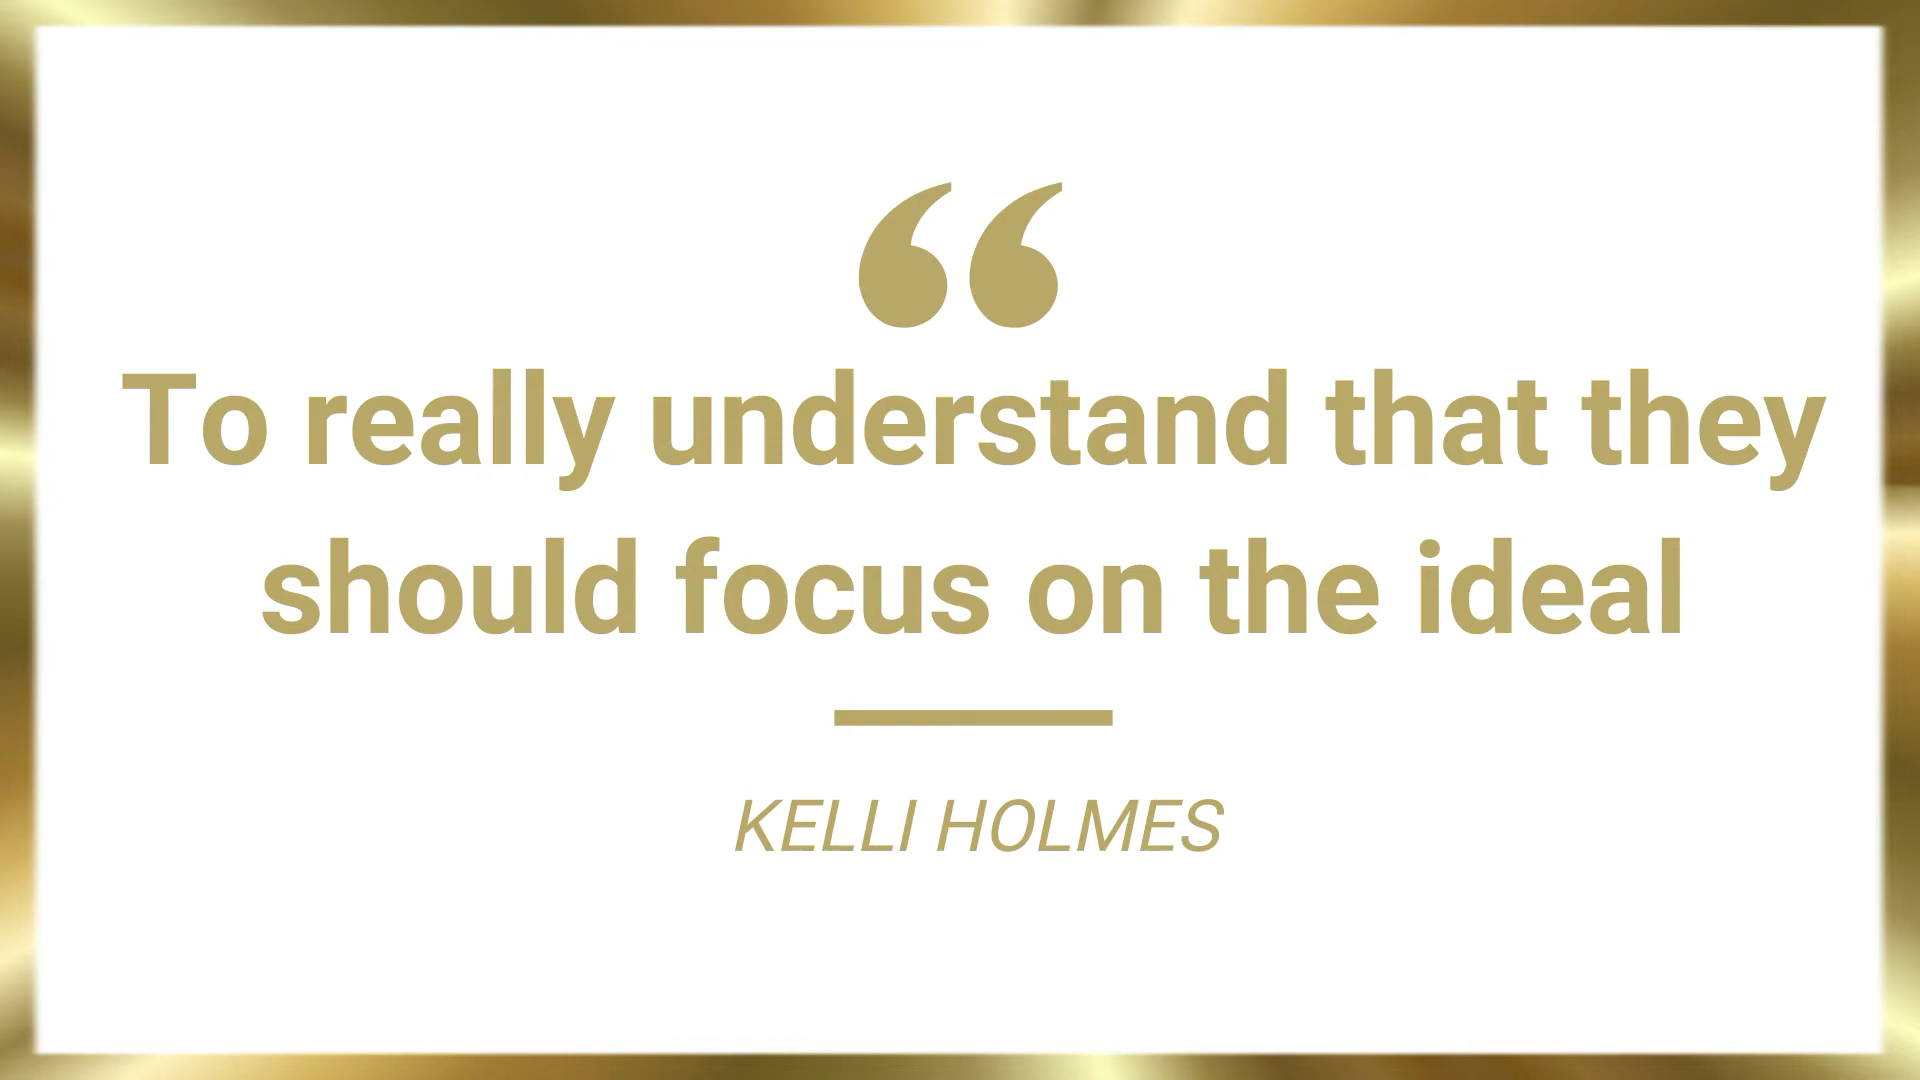 “
To really understand that they
should focus on the ideal
KELLI HOLMES